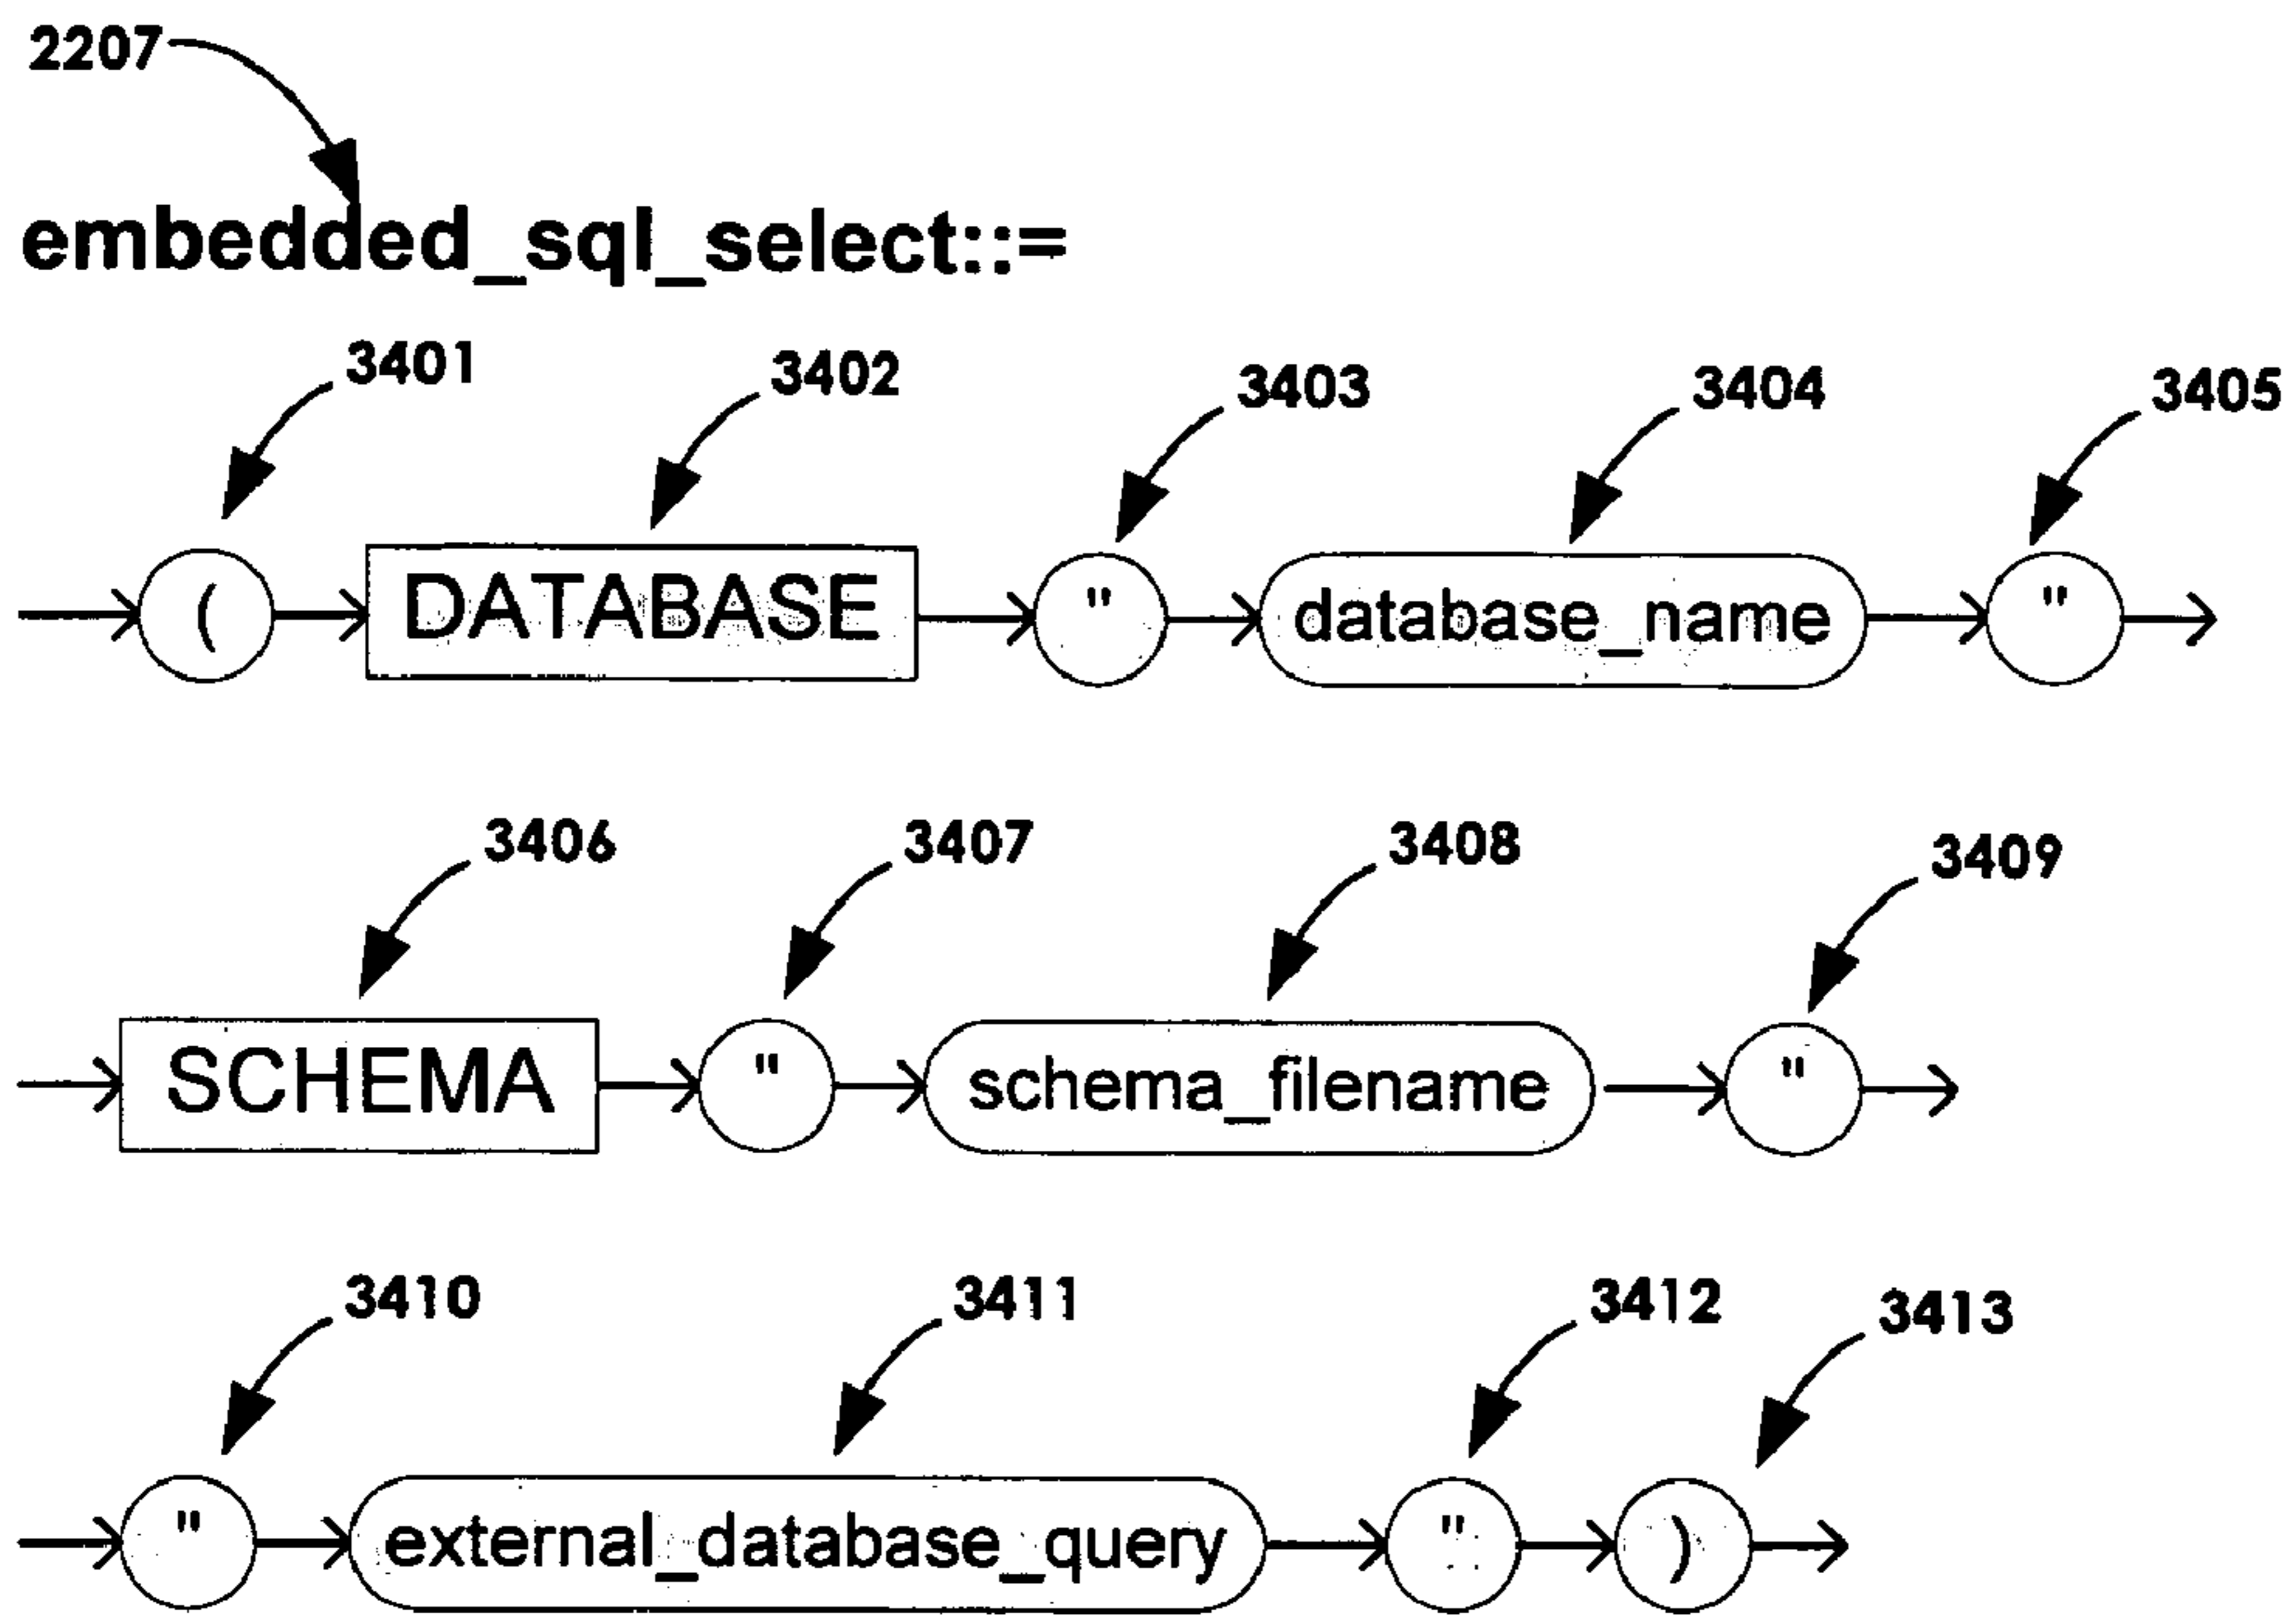 2207
embedded_sql_select::=
3401 3402 3403 3404 3405
( DATABASE " database_name "
3406 3407 3408 3409
SCHEMA " schema_filename "
3410 3411 3412 3413
" external_database_query " )